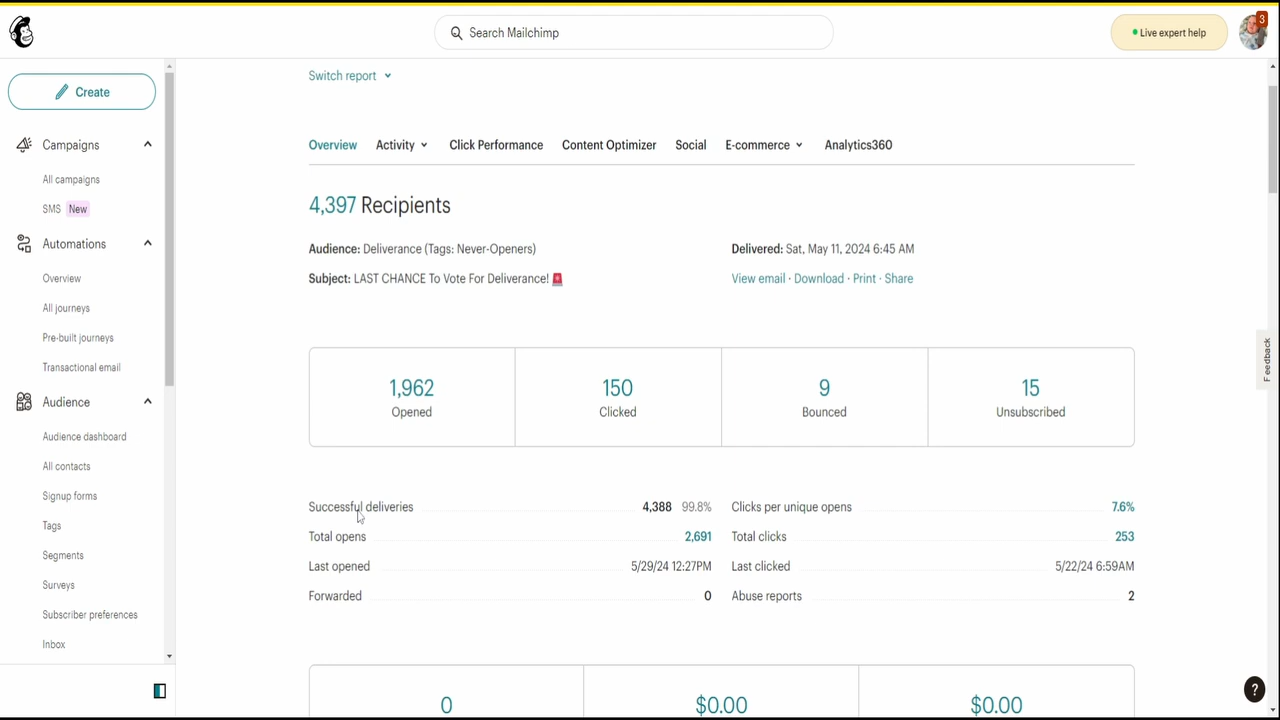 Search Mailchimp
Live expert help
3
Create
Campaigns
All campaigns
SMS New
Automations
Overview
All journeys
Pre-built journeys
Transactional email
Audience
Audience dashboard
All contacts
Signup forms
Tags
Segments
Surveys
Subscriber preferences
Inbox
Switch report
Overview Activity Click Performance Content Optimizer Social E-commerce Analytics360
4,397 Recipients
Audience: Deliverance (Tags: Never-Openers)
Delivered: Sat, May 11, 2024 6:45 AM
Subject: LAST CHANCE To Vote For Deliverance! 🚨
View email · Download · Print · Share
1,962 150 9 15
Opened Clicked Bounced Unsubscribed
Successful deliveries 4,388 99.8%
Total opens 2,691
Last opened 5/29/24 12:27PM
Forwarded 0
Clicks per unique opens 7.6%
Total clicks 253
Last clicked 5/22/24 6:59AM
Abuse reports 2
0 $0.00 $0.00
Feedback
?